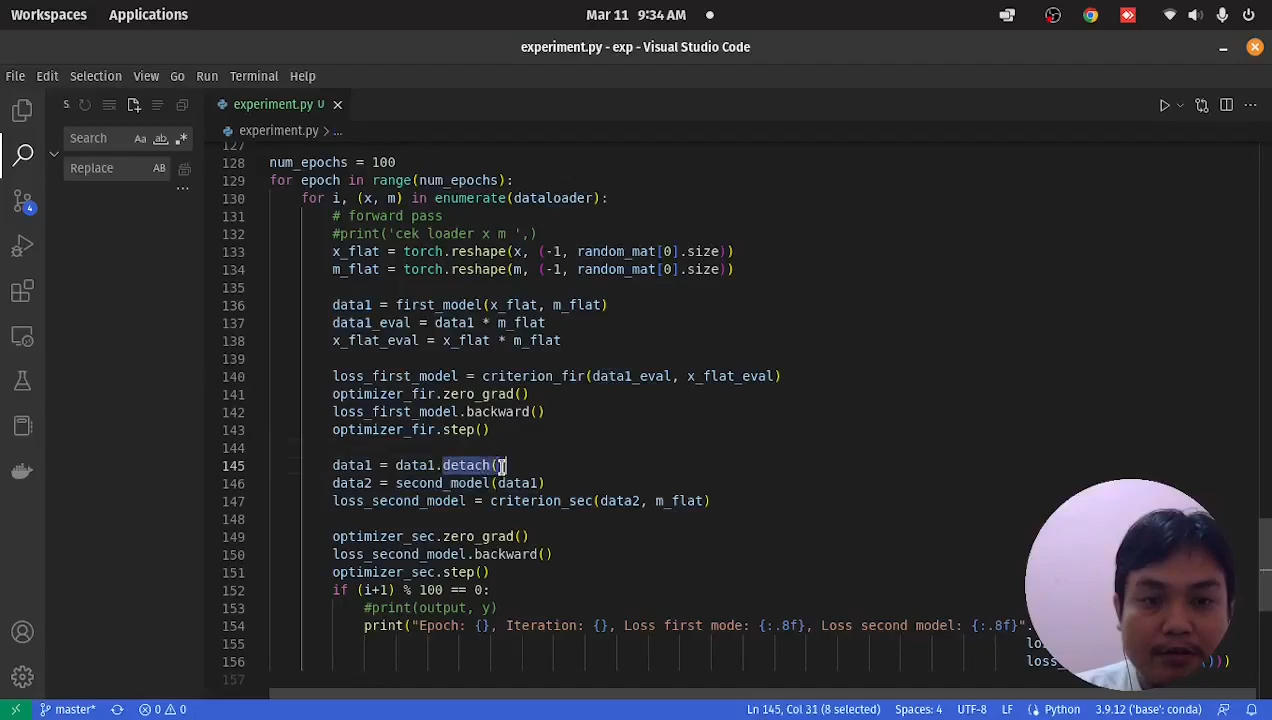 Workspaces Applications Mar 11 9:34 AM
experiment.py - exp - Visual Studio Code
File Edit Selection View Go Run Terminal Help
S. experiment.py U
Search Aa ab experiment.py > ...
Replace AB
127
128 num_epochs = 100
129 for epoch in range(num_epochs):
130 for i, (x, m) in enumerate(dataloader):
131 # forward pass
132 #print('cek loader x m ',)
133 x_flat = torch.reshape(x, (-1, random_mat[0].size))
134 m_flat = torch.reshape(m, (-1, random_mat[0].size))
135
136 data1 = first_model(x_flat, m_flat)
137 data1_eval = data1 * m_flat
138 x_flat_eval = x_flat * m_flat
139
140 loss_first_model = criterion_fir(data1_eval, x_flat_eval)
141 optimizer_fir.zero_grad()
142 loss_first_model.backward()
143 optimizer_fir.step()
144
145 data1 = data1.detach()
146 data2 = second_model(data1)
147 loss_second_model = criterion_sec(data2, m_flat)
148
149 optimizer_sec.zero_grad()
150 loss_second_model.backward()
151 optimizer_sec.step()
152 if (i+1) % 100 == 0:
153 #print(output, y)
154 print("Epoch: {}, Iteration: {}, Loss first mode: {:.8f}, Loss second model: {:.8f}".
155
156 ()))
157
4
master* 0 0 Ln 145, Col 31 (8 selected) Spaces: 4 UTF-8 LF Python 3.9.12 ('base': conda)